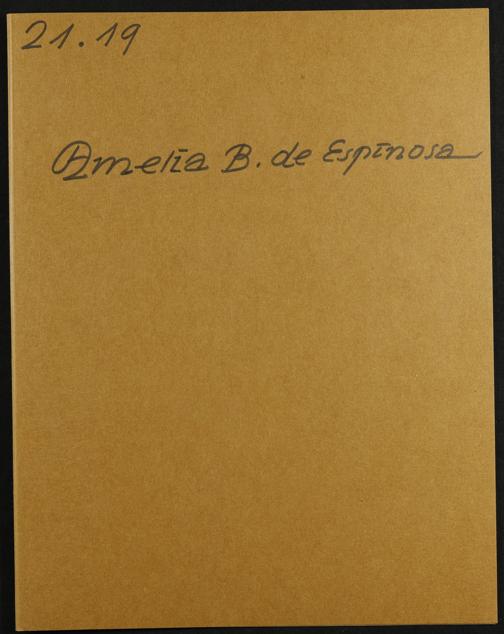 21.19
Amelia B. de Espinosa